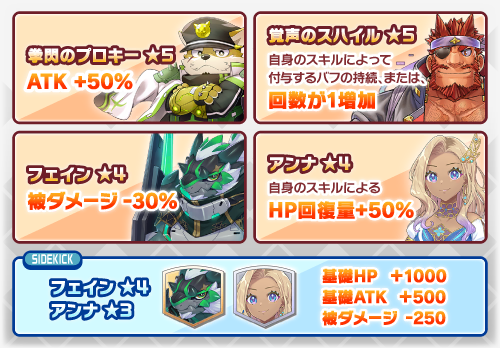 拳閃のブロキー ★5
ATK +50%
覚声のスハイル ★5
自身のスキルによって
付与するバフの持続、または、
回数が1増加
フェイン ★4
被ダメージ -30%
アンナ ★4
自身のスキルによる
HP回復量+50%
SIDEKICK
フェイン ★4
アンナ ★3
基礎HP +1000
基礎ATK +500
被ダメージ -250